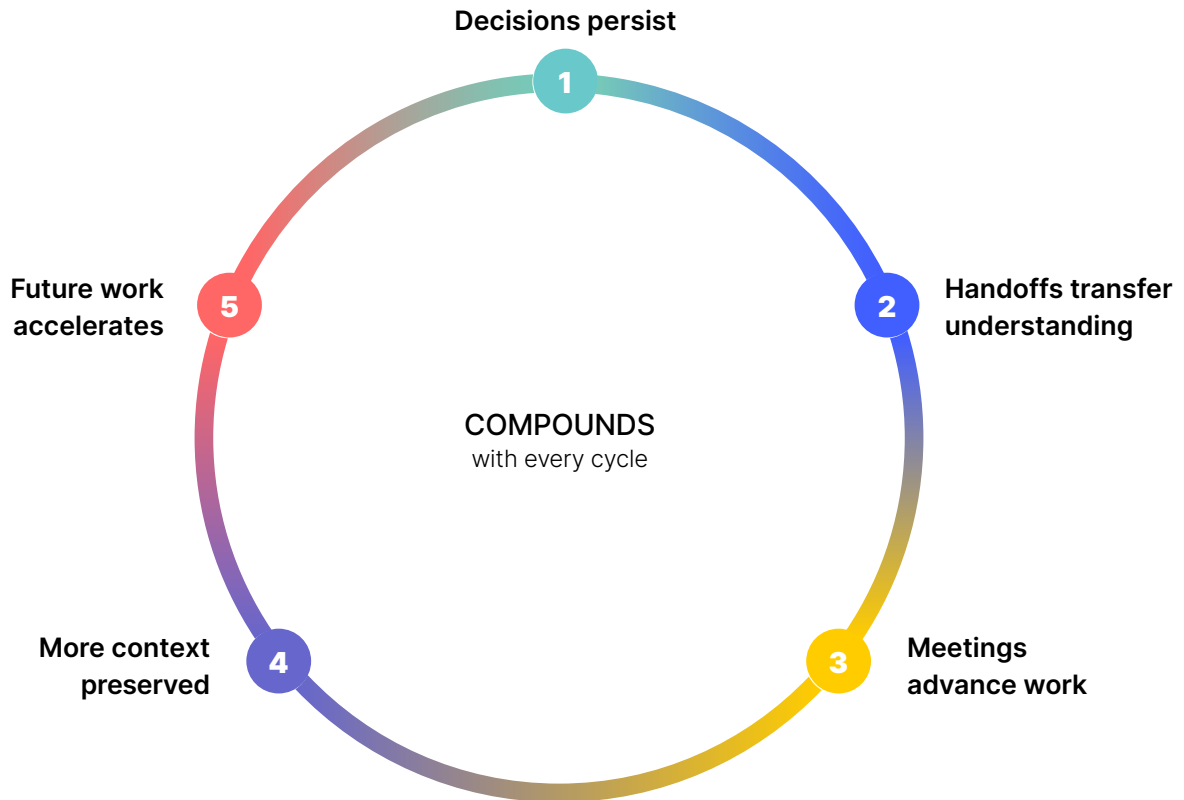 Decisions persist
1
2
Handoffs transfer
understanding
3
Meetings
advance work
4
More context
preserved
5
Future work
accelerates
COMPOUNDS
with every cycle